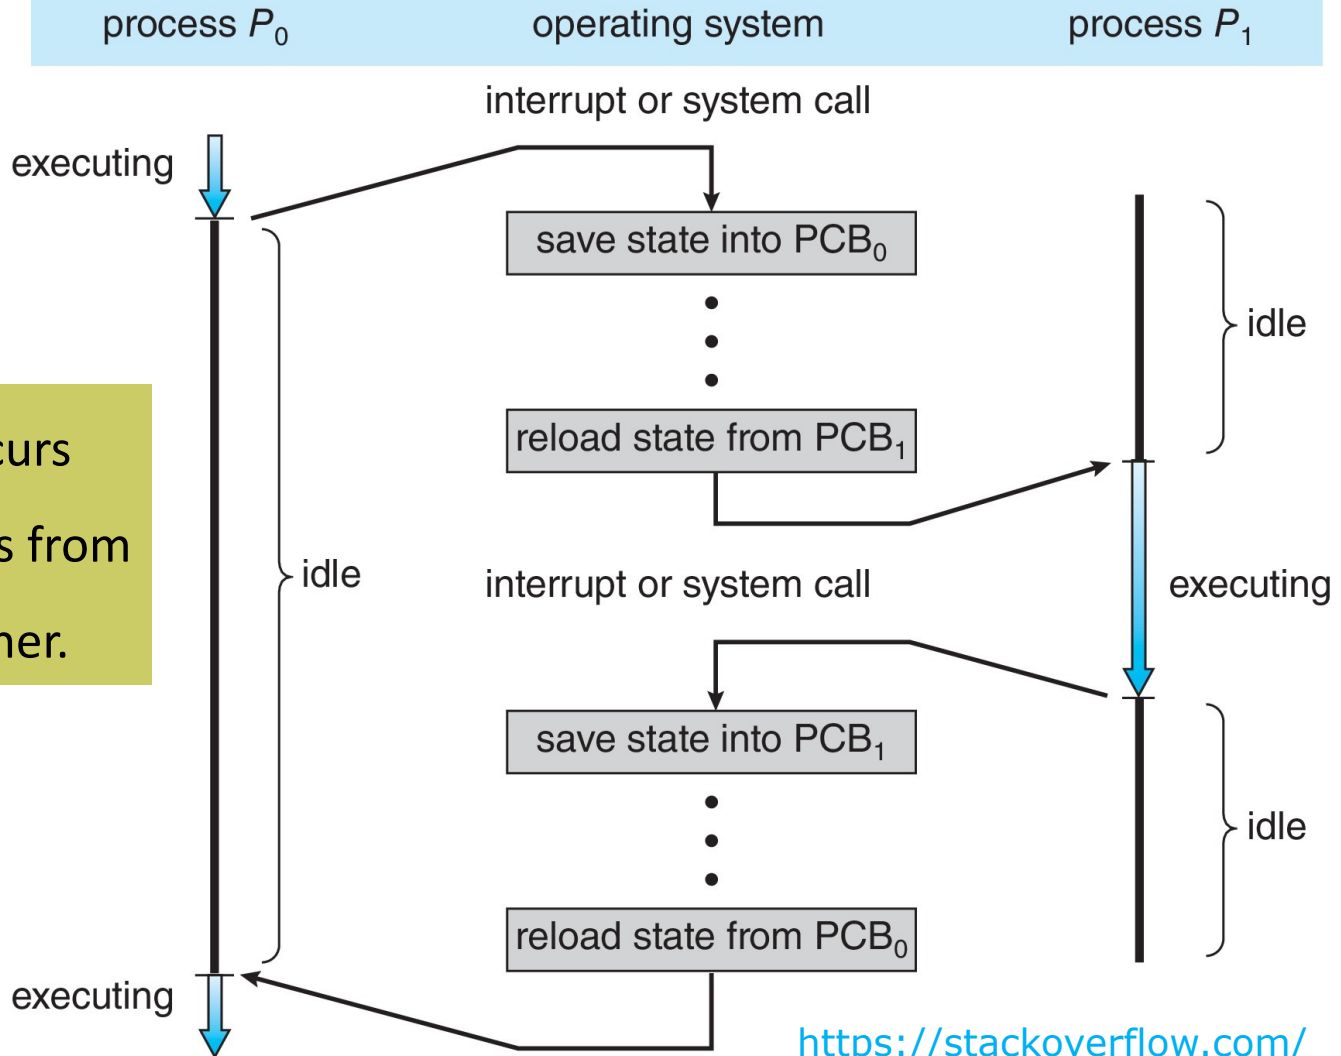 process P₀ operating system process P₁
interrupt or system call
executing
save state into PCB₀
idle
reload state from PCB₁
idle
interrupt or system call
executing
save state into PCB₁
idle
reload state from PCB₀
executing
s from
https://stackoverflow.com/